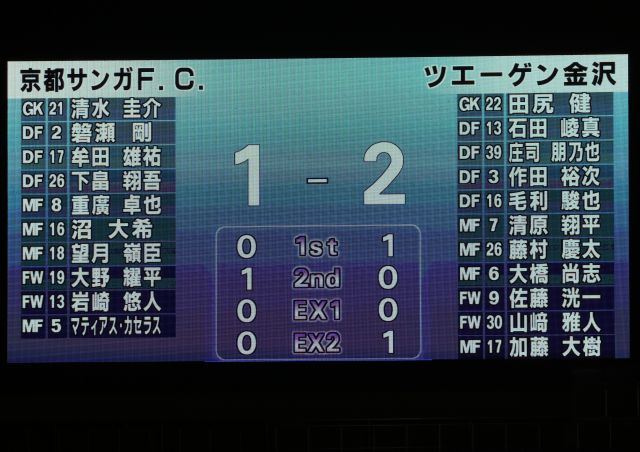 京都サンガF.C.
GK 21 清水 圭介
DF 2 磐瀬 剛
DF 17 牟田 雄祐
DF 26 下畠 翔吾
MF 8 重廣 卓也
MF 16 沼 大希
MF 18 望月 嶺臣
FW 19 大野 耀平
FW 13 岩崎 悠人
MF 5 マティアス・カセラス
1 - 2
0 1st 1
1 2nd 0
0 EX1 0
0 EX2 1
ツエーゲン金沢
GK 22 田尻 健
DF 13 石田 崚真
DF 39 庄司 朋乃也
DF 3 作田 裕次
DF 16 毛利 駿也
MF 7 清原 翔平
MF 26 藤村 慶太
MF 6 大橋 尚志
FW 9 佐藤 洸一
FW 30 山﨑 雅人
MF 17 加藤 大樹